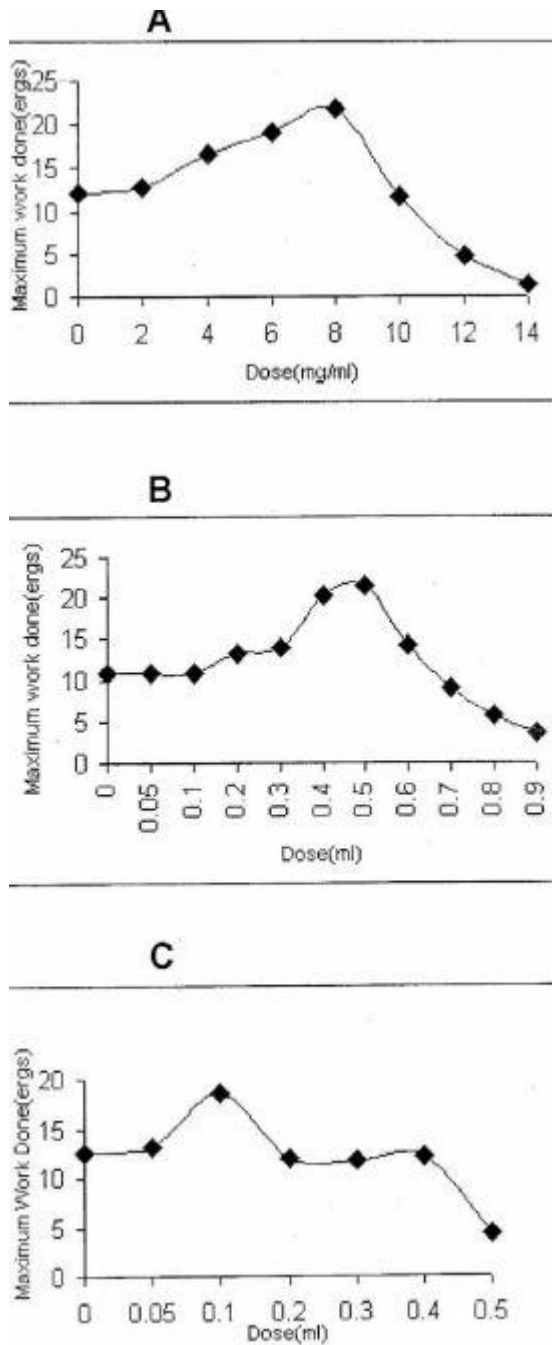 A
Maximum work done(ergs)
25
20
15
10
5
0
0 2 4 6 8 10 12 14
Dose(mg/ml)
B
Maximum work done(ergs)
25
20
15
10
5
0
0 0.05 0.1 0.2 0.3 0.4 0.5 0.6 0.7 0.8 0.9
Dose(ml)
C
Maximum Work Done(ergs)
20
15
10
5
0
0 0.05 0.1 0.2 0.3 0.4 0.5
Dose(ml)